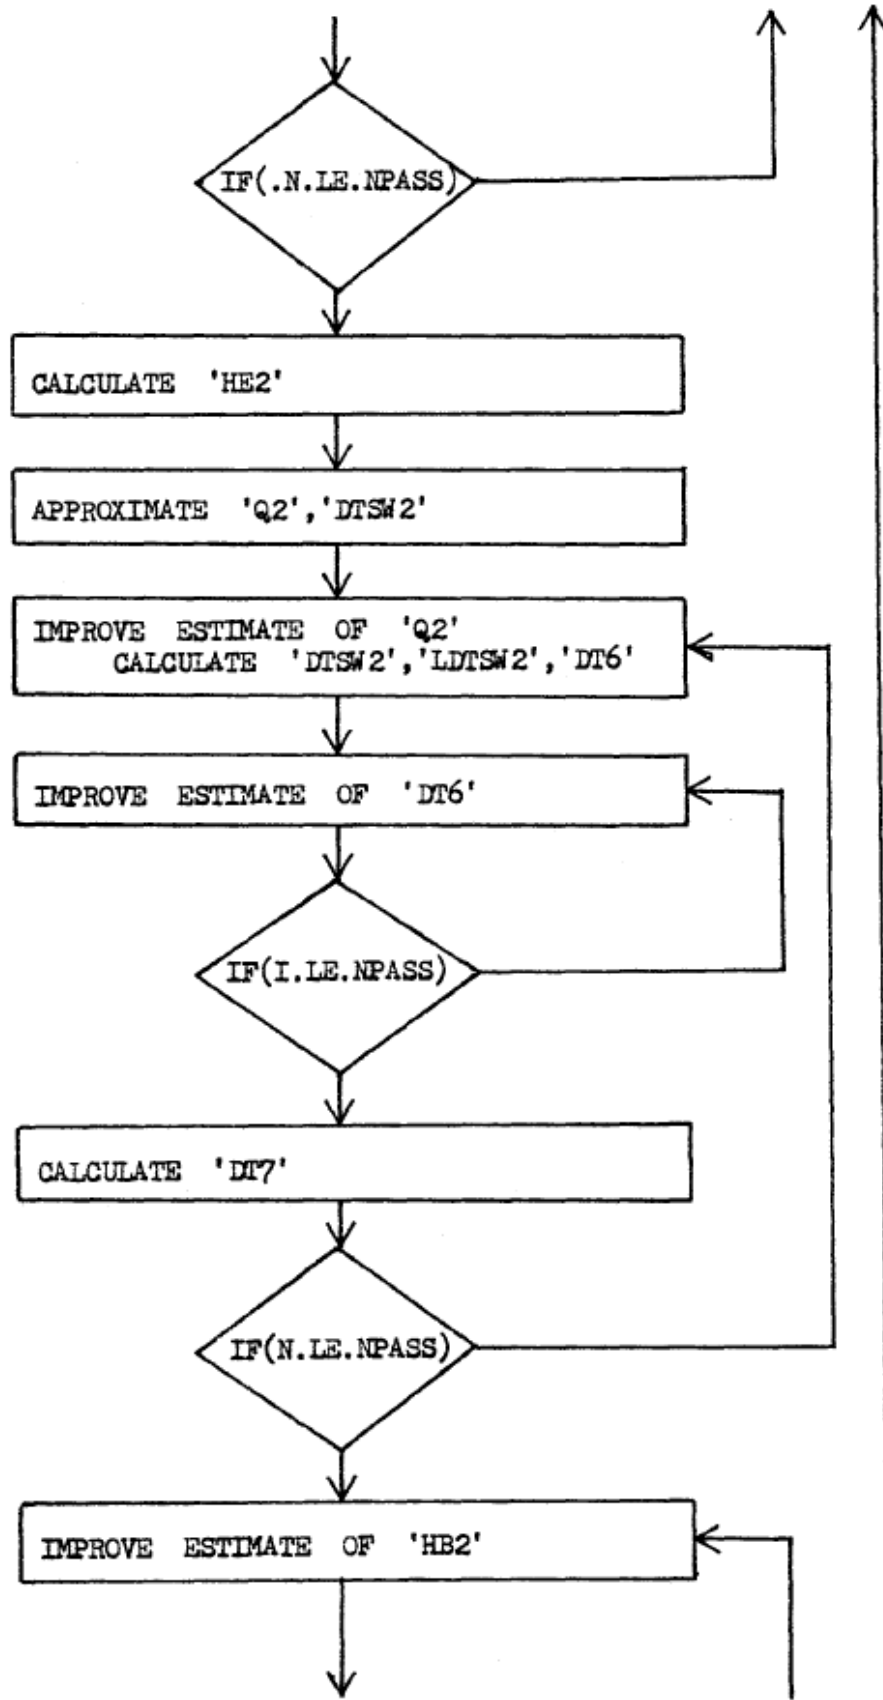 IF(.N.LE.NPASS)
CALCULATE 'HE2'
APPROXIMATE 'Q2','DTSW2'
IMPROVE ESTIMATE OF 'Q2'
CALCULATE 'DTSW2','LDTSW2','DT6'
IMPROVE ESTIMATE OF 'DT6'
IF(I.LE.NPASS)
CALCULATE 'DT7'
IF(N.LE.NPASS)
IMPROVE ESTIMATE OF 'HB2'